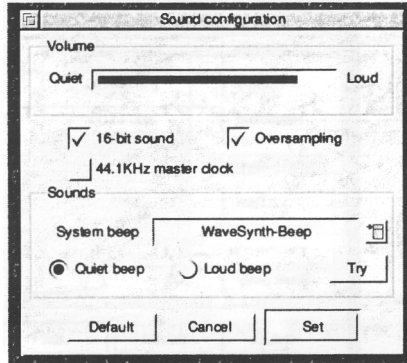 Sound configuration
Volume
Quiet Loud
16-bit sound Oversampling
44.1KHz master clock
Sounds
System beep WaveSynth-Beep
Quiet beep Loud beep Try
Default Cancel Set